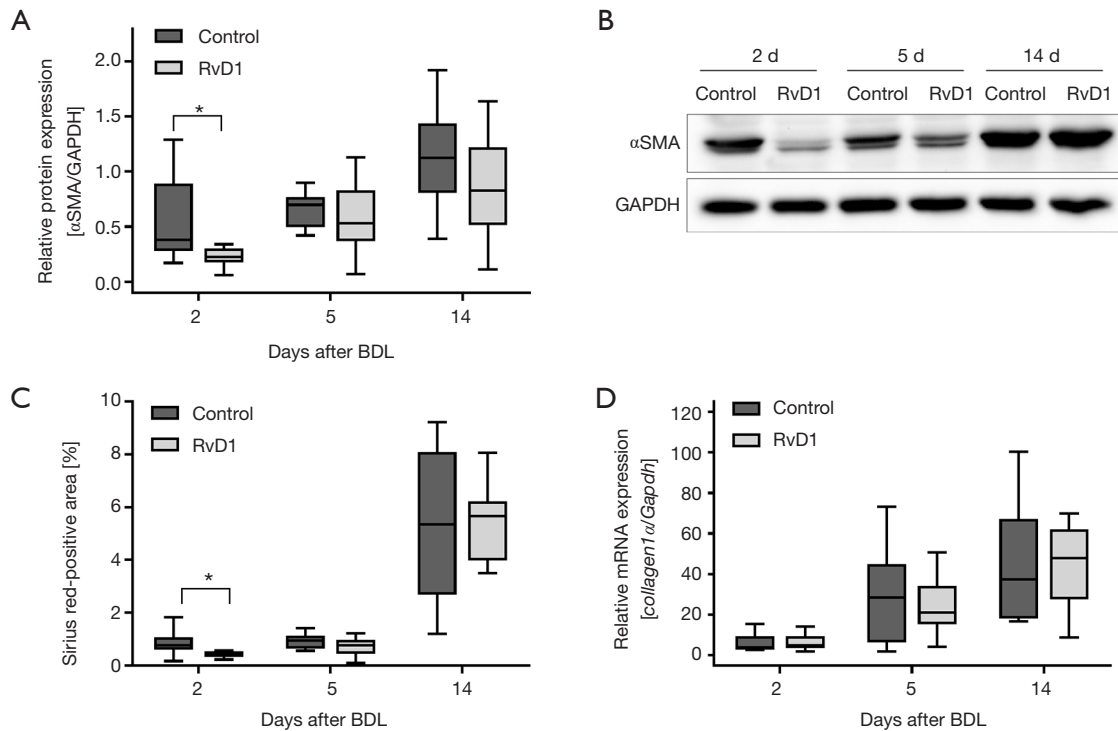 A
Control
RvD1
Relative protein expression
[αSMA/GAPDH]
2.0
1.5
1.0
0.5
0.0
*
2
5
14
Days after BDL
B
2 d
5 d
14 d
Control
RvD1
Control
RvD1
Control
RvD1
αSMA
GAPDH
C
Control
RvD1
Sirius red-positive area [%]
10
8
6
4
2
0
*
2
5
14
Days after BDL
D
Control
RvD1
Relative mRNA expression
[collagen1α/Gapdh]
120
100
80
60
40
20
0
2
5
14
Days after BDL